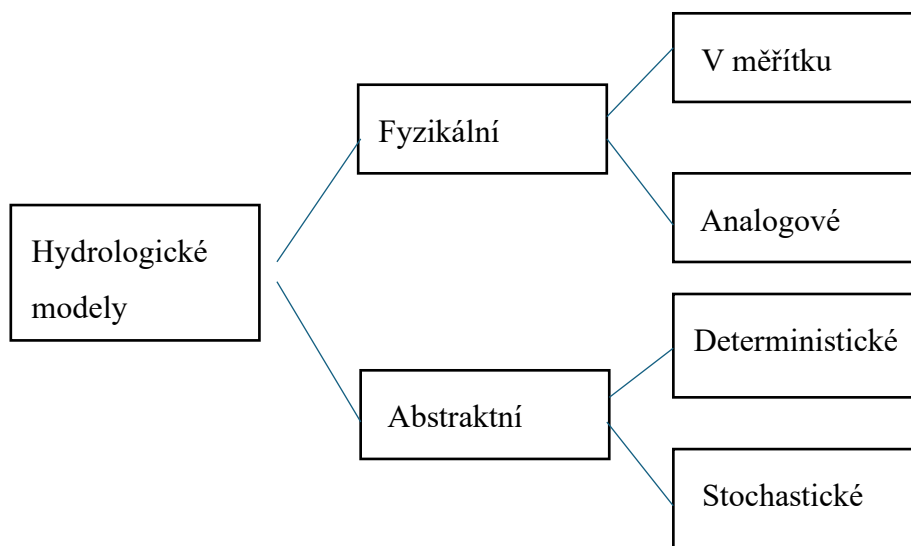 Hydrologické
modely
Fyzikální
Abstraktní
V měřítku
Analogové
Deterministické
Stochastické